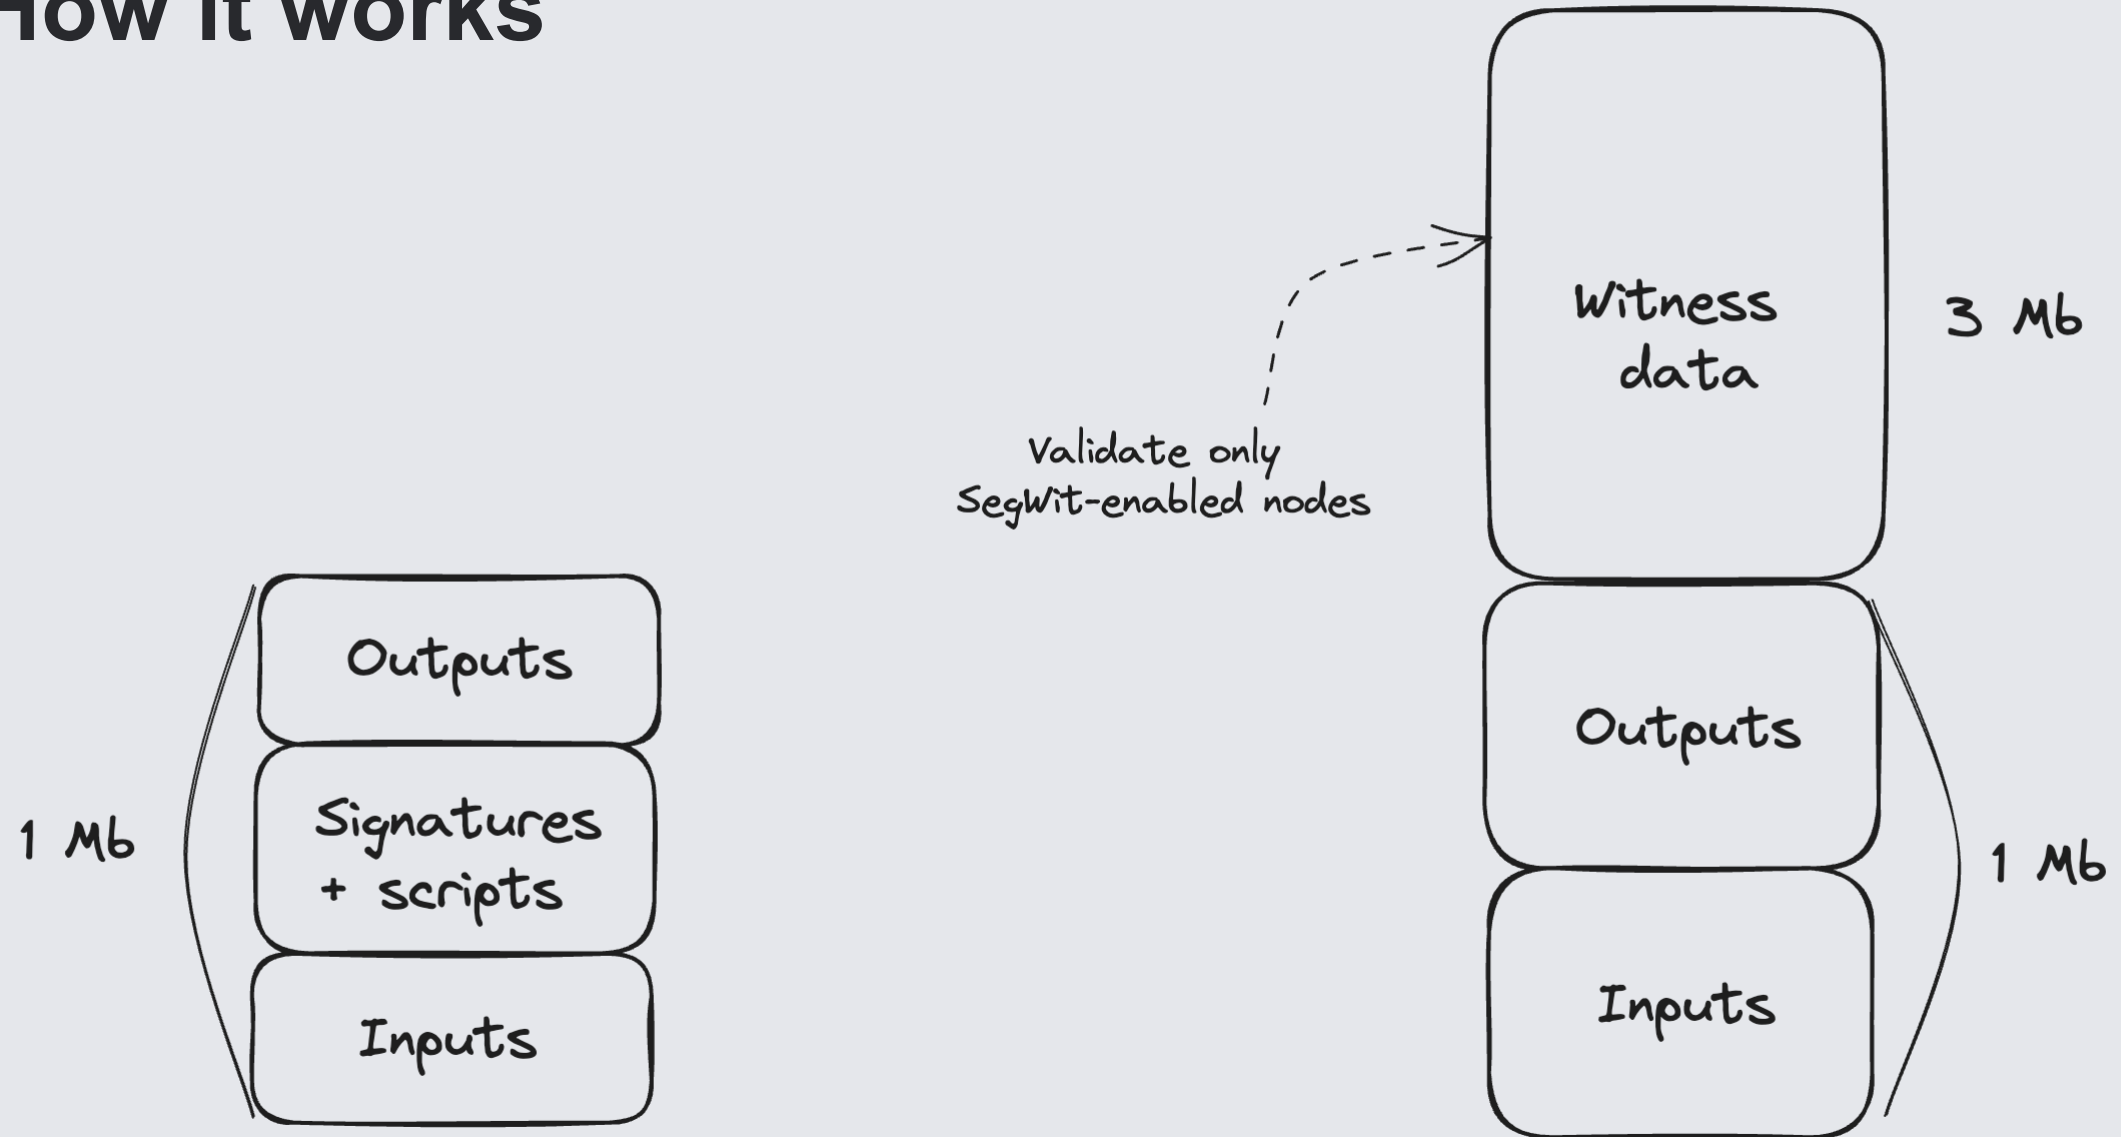 How it works
Outputs
Signatures
+ scripts
Inputs
1 Mb
Validate only
SegWit-enabled nodes
Witness
data
3 Mb
Outputs
Inputs
1 Mb